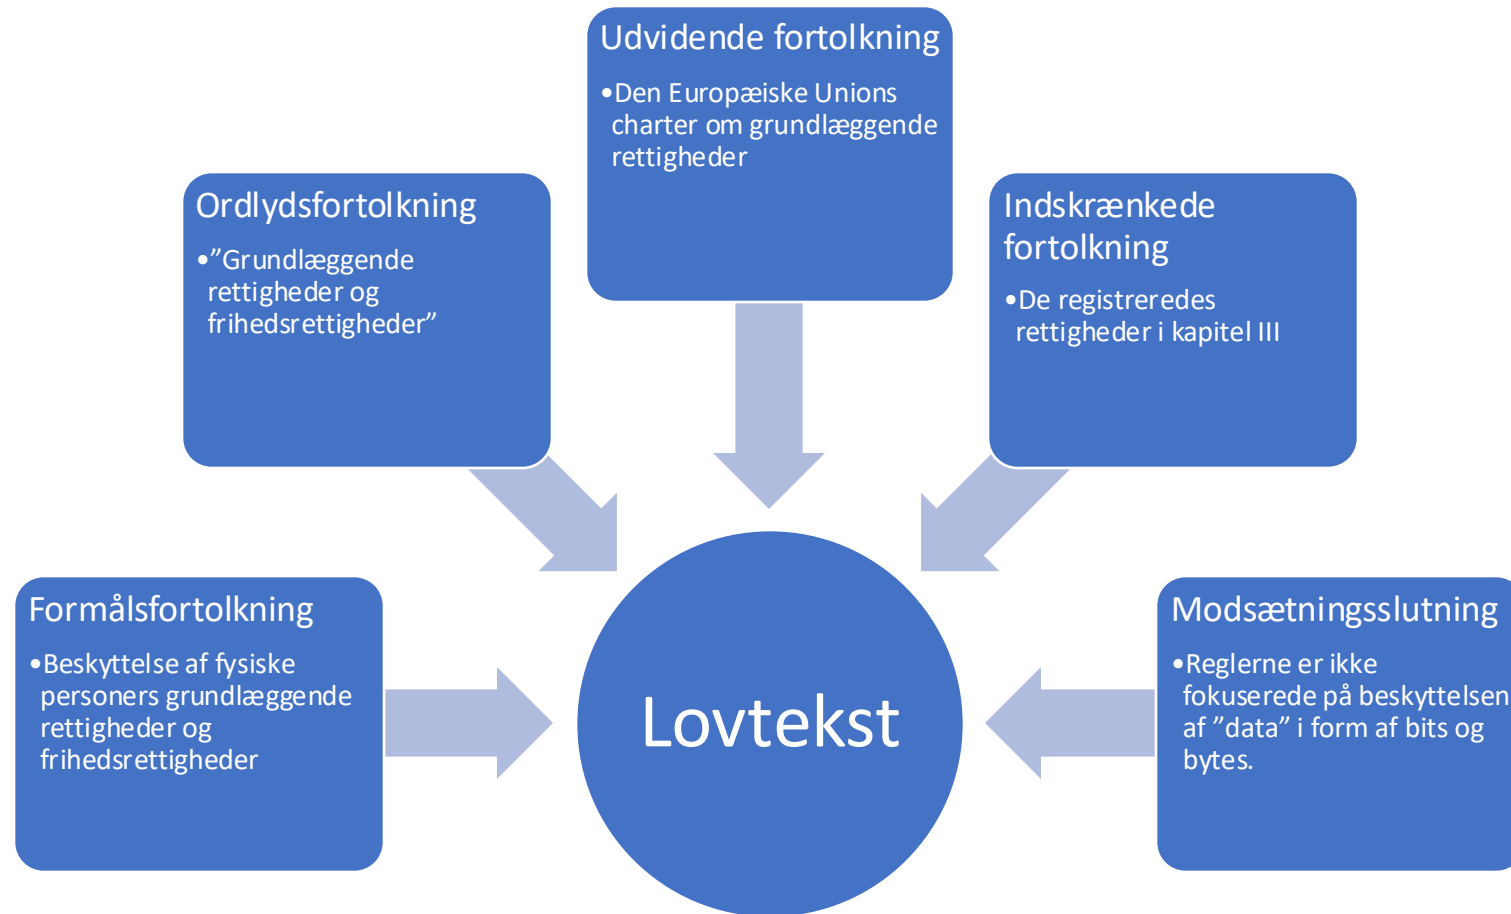 Udvidende fortolkning
•Den Europæiske Unions
charter om grundlæggende
rettigheder
Ordlydsfortolkning
•”Grundlæggende
rettigheder og
frihedsrettigheder”
Indskrænkede
fortolkning
•De registreredes
rettigheder i kapitel III
Formålsfortolkning
•Beskyttelse af fysiske
personers grundlæggende
rettigheder og
frihedsrettigheder
Lovtekst
Modsætningsslutning
•Reglerne er ikke
fokuserede på beskyttelsen
af ”data” i form af bits og
bytes.